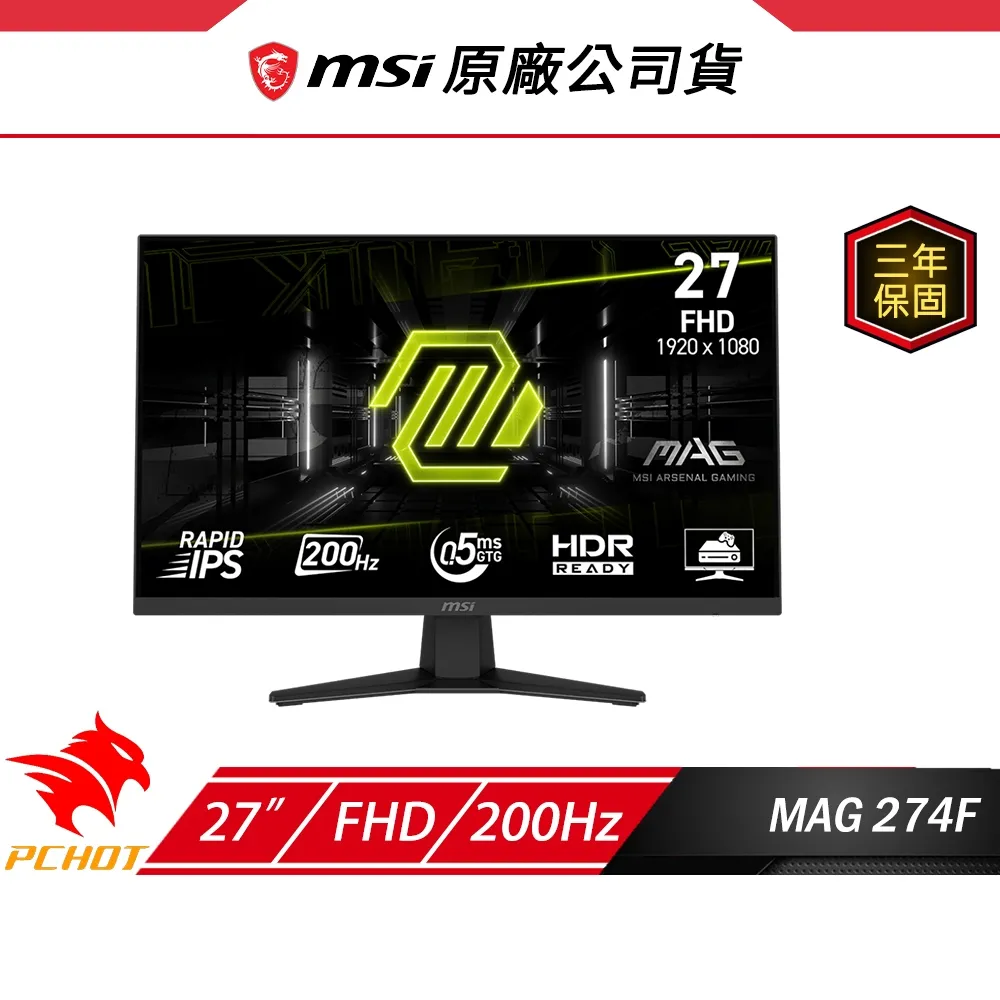 msi 原廠公司貨
三年
保固
27
FHD
1920 x 1080
MAG
MSI ARSENAL GAMING
RAPID
IPS
200Hz
0.5ms
GTG
HDR
READY
msi
PCHOT
27” / FHD / 200Hz
MAG 274F